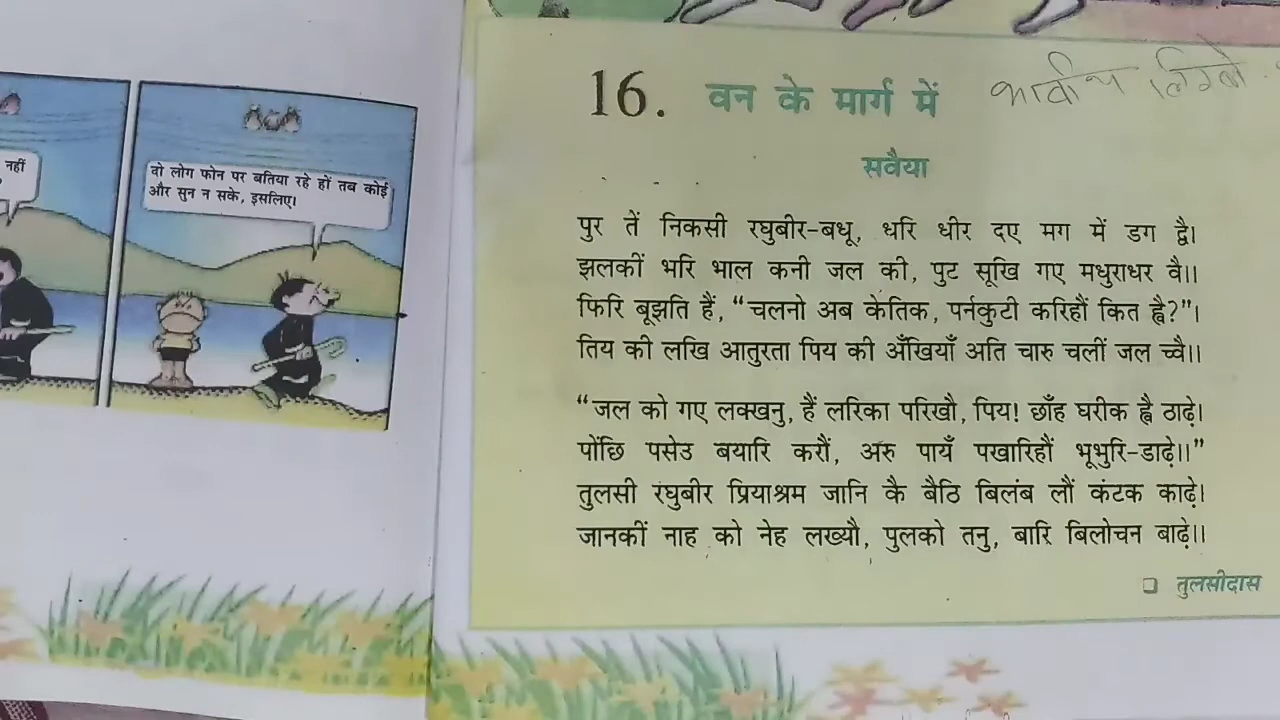 नहीं
वो लोग फोन पर बतिया रहे हों तब कोई
और सुन न सके, इसलिए।
16. वन के मार्ग में भावार्थ लिखो
सवैया
पुर तें निकसी रघुबीर-बधू, धरि धीर दए मग में डग द्वै।
झलकीं भरि भाल कनी जल की, पुट सूखि गए मधुराधर वै।।
फिरि बूझति हैं, “चलनो अब केतिक, पर्नकुटी करिहौं कित ह्वै?”।
तिय की लखि आतुरता पिय की अँखियाँ अति चारु चलीं जल च्वै।।
“जल को गए लक्खनु, हैं लरिका परिखौ, पिय! छाँह घरीक ह्वै ठाढ़े।
पोंछि पसेउ बयारि करौं, अरु पायँ पखारिहौं भूभुरि-डाढ़े।।”
तुलसी रघुबीर प्रियाश्रम जानि कै बैठि बिलंब लौं कंटक काढ़े।
जानकीं नाह को नेह लख्यौ, पुलको तनु, बारि बिलोचन बाढ़े।।
❑ तुलसीदास